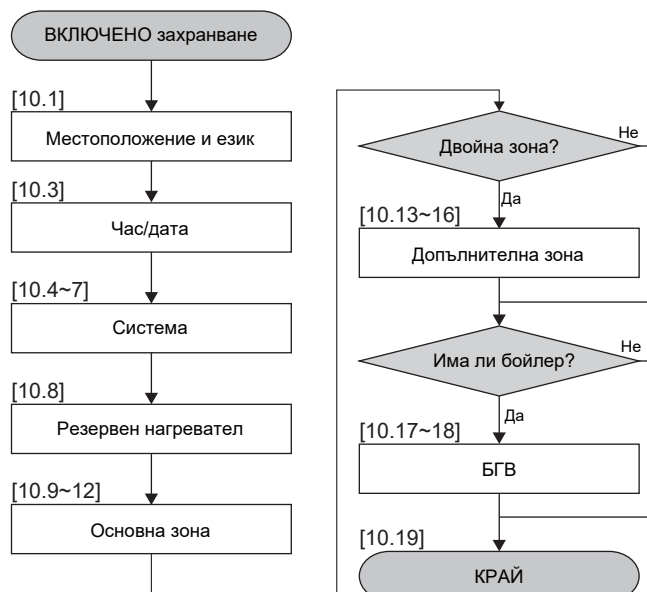 ВКЛЮЧЕНО захранване
[10.1]
Местоположение и език
[10.3]
Час/дата
[10.4~7]
Система
[10.8]
Резервен нагревател
[10.9~12]
Основна зона
Двойна зона?
Не
Да
[10.13~16]
Допълнителна зона
Има ли бойлер?
Не
Да
[10.17~18]
БГВ
[10.19]
КРАЙ